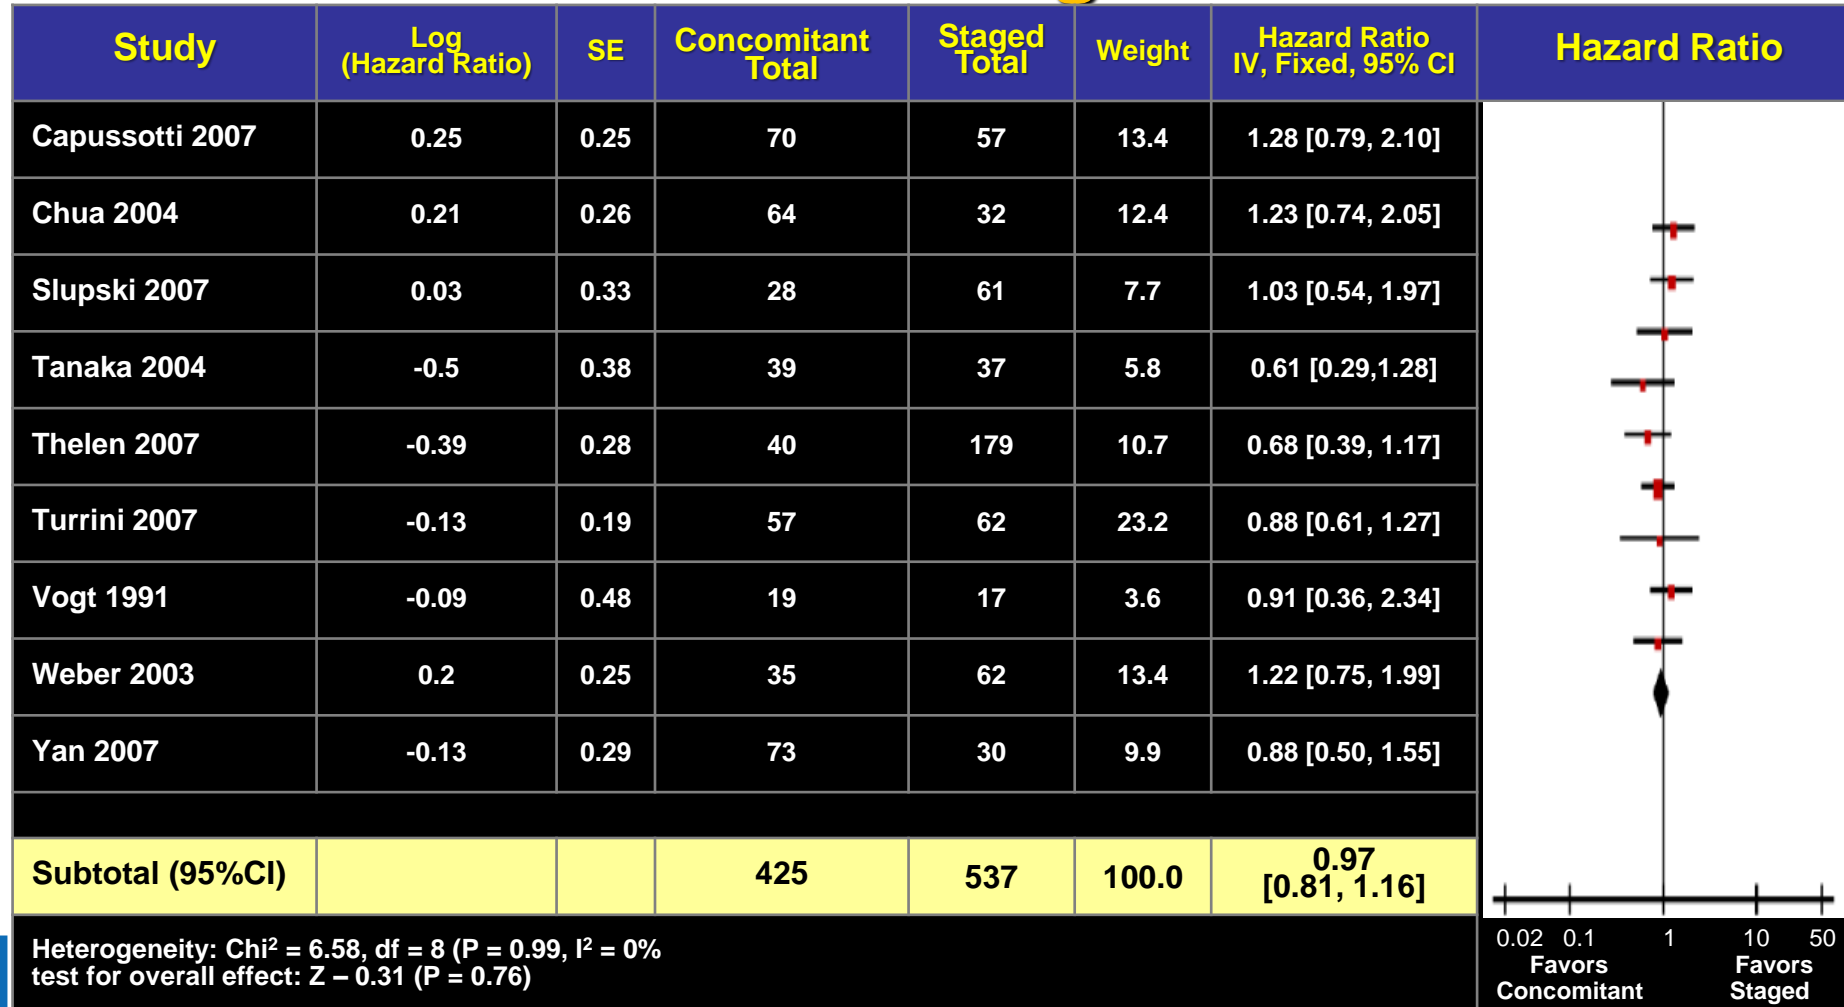 Study Log (Hazard Ratio) SE Concomitant Total Staged Total Weight Hazard Ratio IV, Fixed, 95% CI Hazard Ratio
Capussotti 2007 0.25 0.25 70 57 13.4 1.28 [0.79, 2.10]
Chua 2004 0.21 0.26 64 32 12.4 1.23 [0.74, 2.05]
Slupski 2007 0.03 0.33 28 61 7.7 1.03 [0.54, 1.97]
Tanaka 2004 -0.5 0.38 39 37 5.8 0.61 [0.29,1.28]
Thelen 2007 -0.39 0.28 40 179 10.7 0.68 [0.39, 1.17]
Turrini 2007 -0.13 0.19 57 62 23.2 0.88 [0.61, 1.27]
Vogt 1991 -0.09 0.48 19 17 3.6 0.91 [0.36, 2.34]
Weber 2003 0.2 0.25 35 62 13.4 1.22 [0.75, 1.99]
Yan 2007 -0.13 0.29 73 30 9.9 0.88 [0.50, 1.55]
Subtotal (95%CI) 425 537 100.0 0.97 [0.81, 1.16]
Heterogeneity: Chi² = 6.58, df = 8 (P = 0.99, I² = 0%
test for overall effect: Z – 0.31 (P = 0.76)
0.02 0.1 1 10 50
Favors Concomitant
Favors Staged